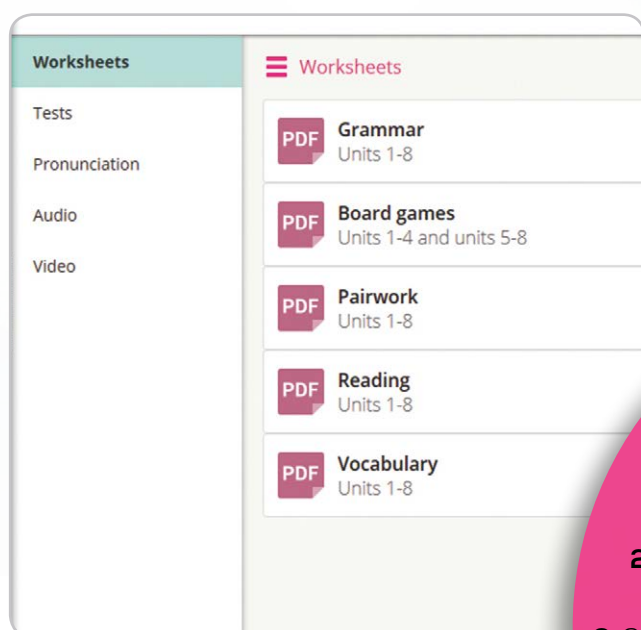 Worksheets
Tests
Pronunciation
Audio
Video
Worksheets
PDF
Grammar
Units 1-8
PDF
Board games
Units 1-4 and units 5-8
PDF
Pairwork
Units 1-8
PDF
Reading
Units 1-8
PDF
Vocabulary
Units 1-8